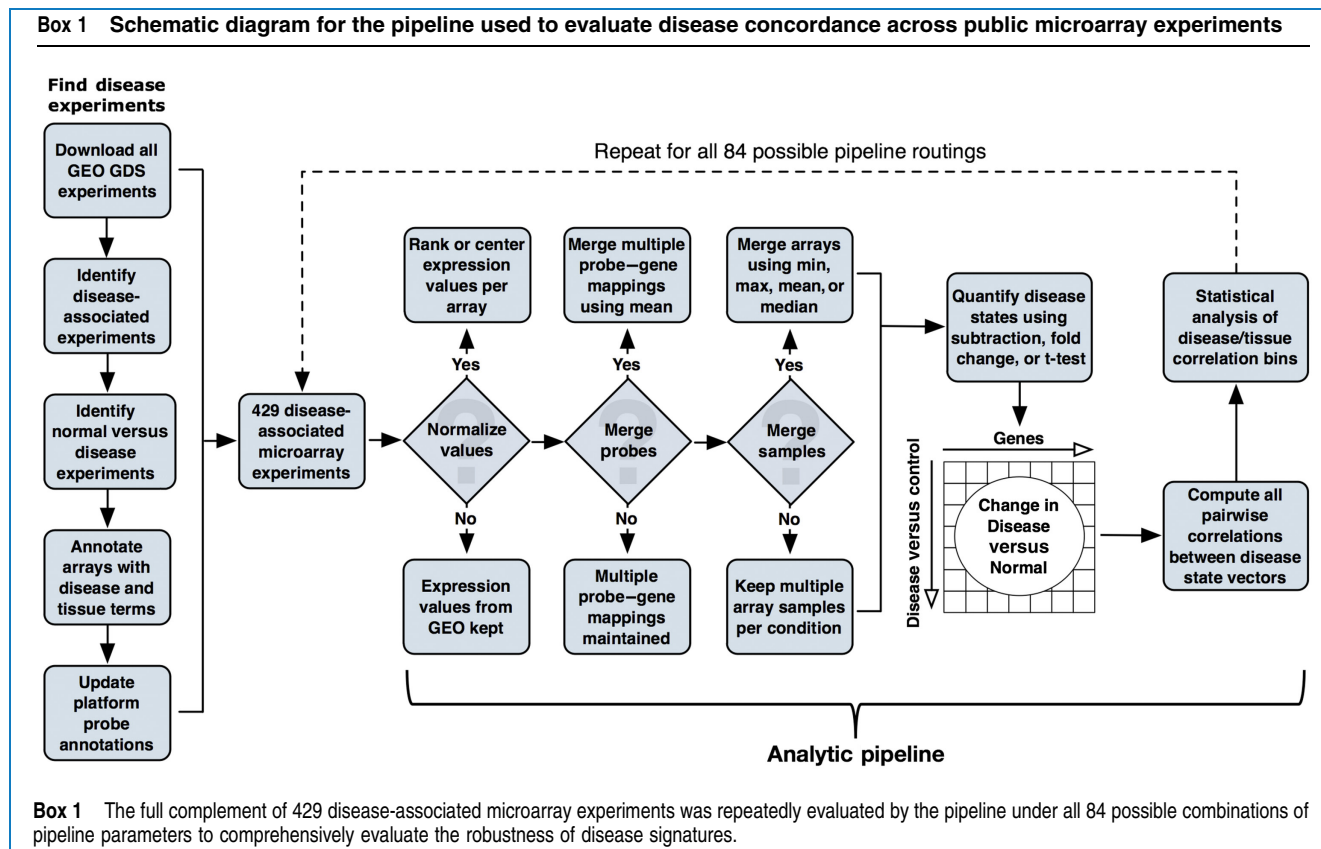 Box 1 Schematic diagram for the pipeline used to evaluate disease concordance across public microarray experiments
Find disease
experiments
Download all
GEO GDS
experiments
Identify
disease-
associated
experiments
Identify
normal versus
disease
experiments
Annotate
arrays with
disease and
tissue terms
Update
platform
probe
annotations
Repeat for all 84 possible pipeline routings
429 disease-
associated
microarray
experiments
Rank or center
expression
values per
array
Yes
?
Normalize
values
No
Expression
values from
GEO kept
Merge multiple
probe–gene
mappings
using mean
Yes
?
Merge
probes
No
Multiple
probe–gene
mappings
maintained
Merge arrays
using min,
max, mean, or
median
Yes
?
Merge
samples
No
Keep multiple
array samples
per condition
Quantify disease
states using
subtraction, fold
change, or t-test
Genes
Disease versus control
Change in
Disease
versus
Normal
Statistical
analysis of
disease/tissue
correlation bins
Compute all
pairwise
correlations
between disease
state vectors
Analytic pipeline
Box 1 The full complement of 429 disease-associated microarray experiments was repeatedly evaluated by the pipeline under all 84 possible combinations of
pipeline parameters to comprehensively evaluate the robustness of disease signatures.